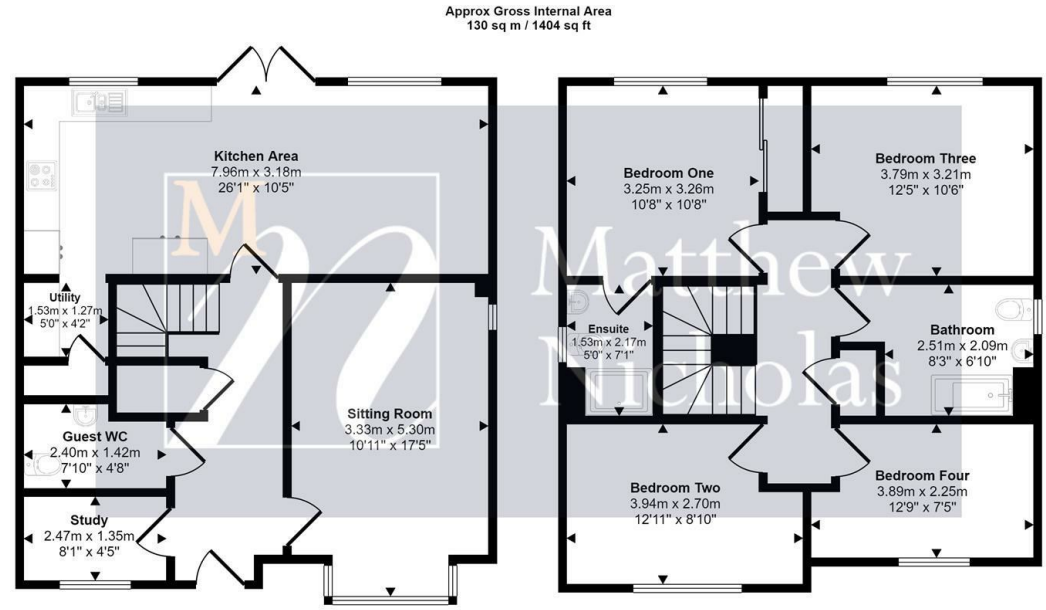 Approx Gross Internal Area
130 sq m / 1404 sq ft
Kitchen Area
7.96m x 3.18m
26'1" x 10'5"
Bedroom One
3.25m x 3.26m
10'8" x 10'8"
Bedroom Three
3.79m x 3.21m
12'5" x 10'6"
M
n
Matthew
Nicholas
Utility
1.53m x 1.27m
5'0" x 4'2"
Ensuite
1.53m x 2.17m
5'0" x 7'1"
Bathroom
2.51m x 2.09m
8'3" x 6'10"
Sitting Room
3.33m x 5.30m
10'11" x 17'5"
Guest WC
2.40m x 1.42m
7'10" x 4'8"
Bedroom Two
3.94m x 2.70m
12'11" x 8'10"
Bedroom Four
3.89m x 2.25m
12'9" x 7'5"
Study
2.47m x 1.35m
8'1" x 4'5"